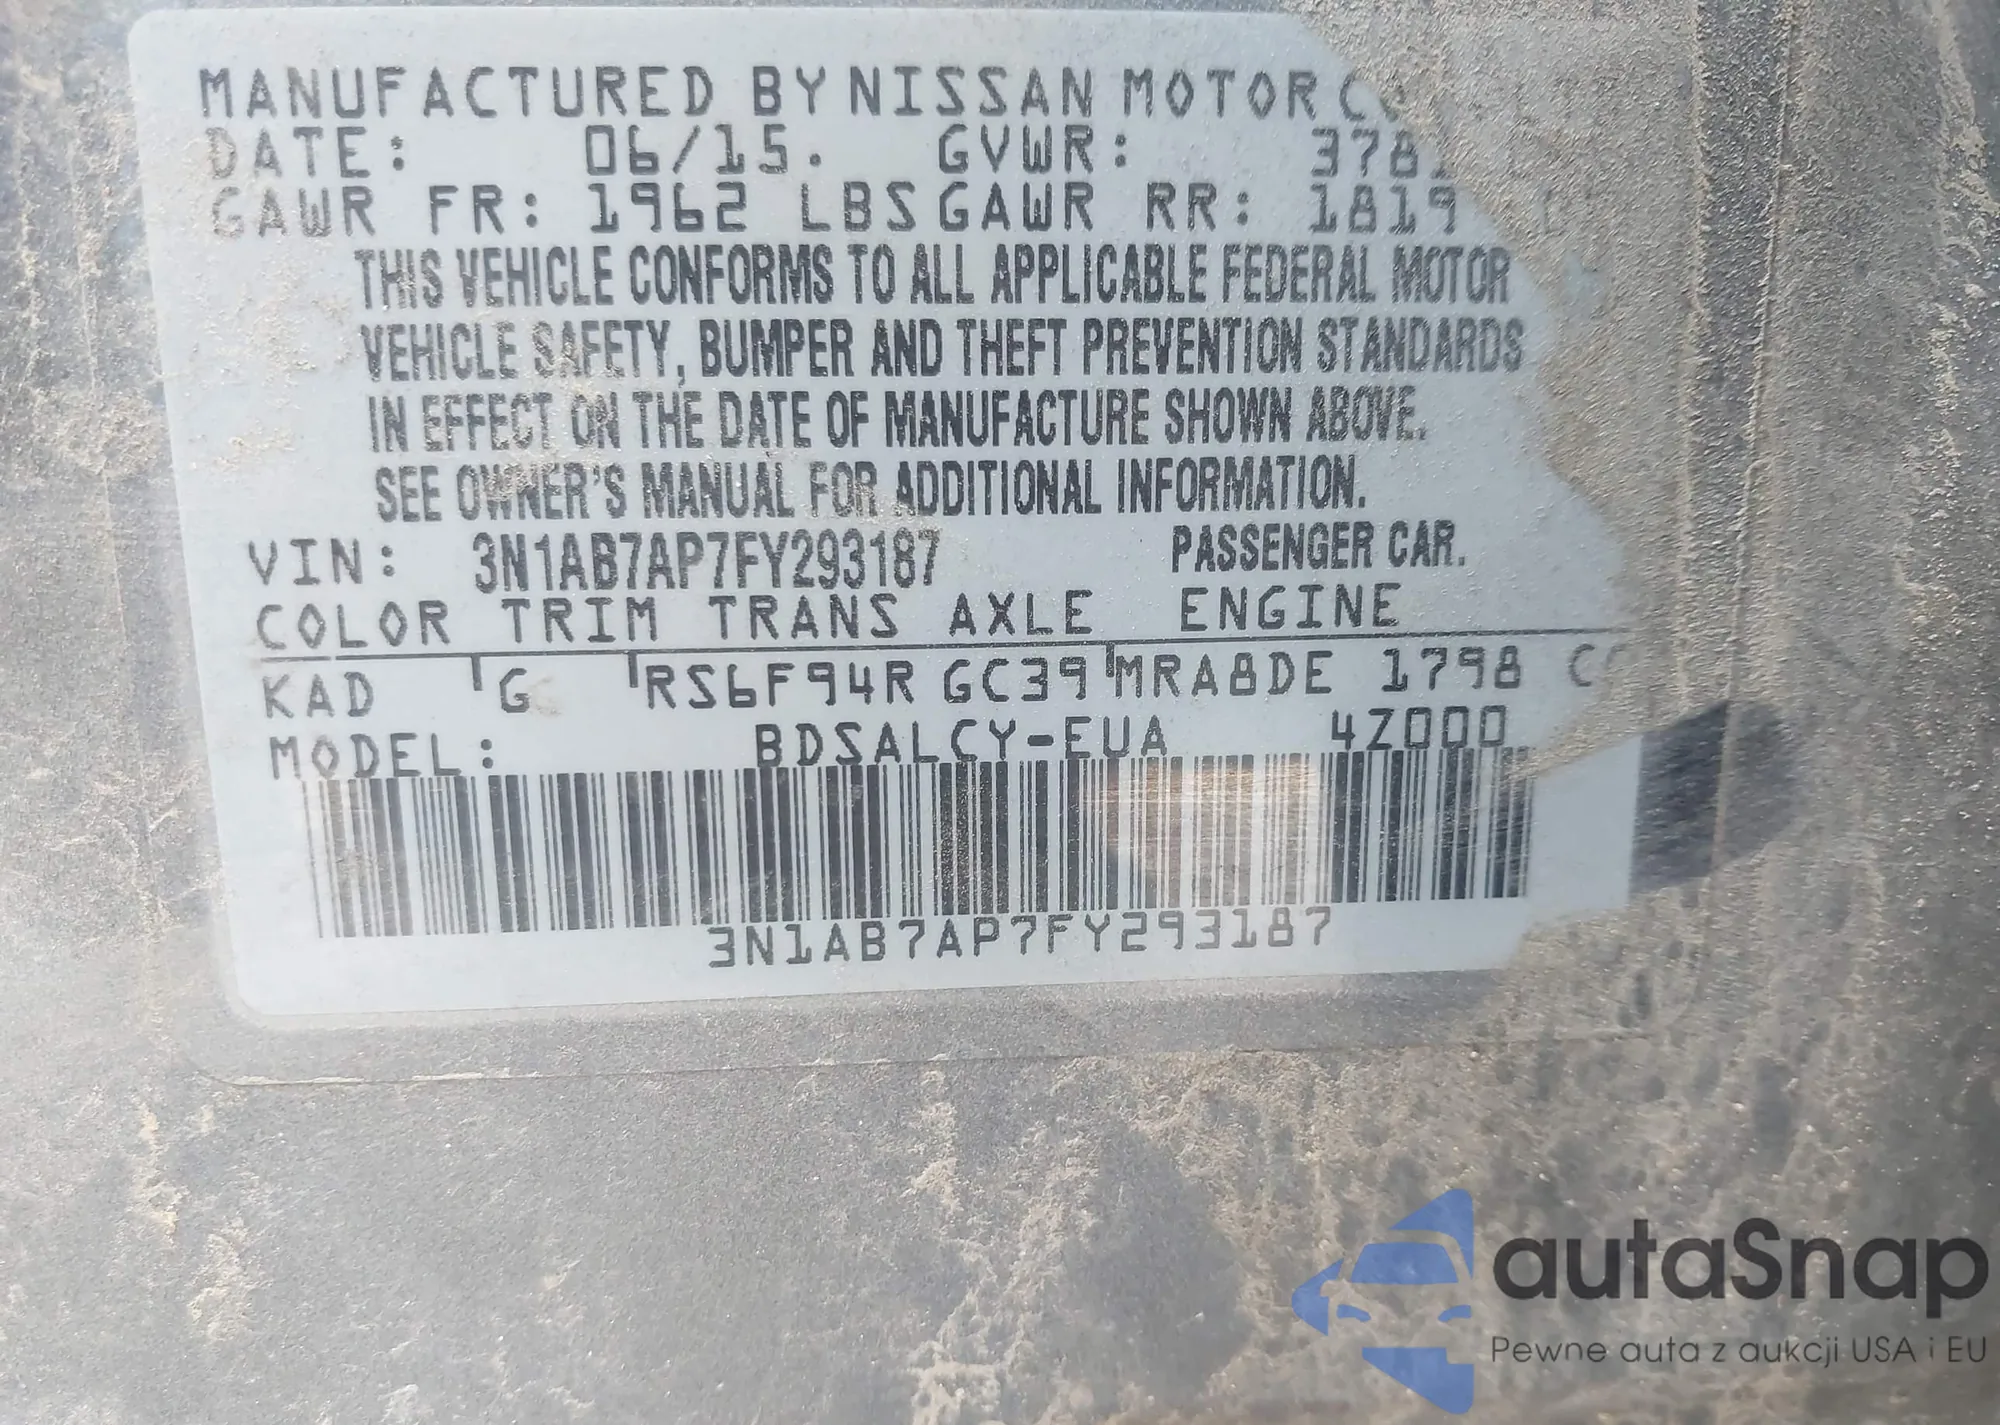 MANUFACTURED BY NISSAN MOTOR
DATE: 06/15. GVWR:
GAWR FR: 1962 LBS GAWR RR: 1819
THIS VEHICLE CONFORMS TO ALL APPLICABLE FEDERAL MOTOR
VEHICLE SAFETY, BUMPER AND THEFT PREVENTION STANDARDS
IN EFFECT ON THE DATE OF MANUFACTURE SHOWN ABOVE.
SEE OWNER'S MANUAL FOR ADDITIONAL INFORMATION.
VIN: 3N1AB7AP7FY293187 PASSENGER CAR.
COLOR TRIM TRANS AXLE ENGINE
KAD G RS6F94R GC39 MRA8DE 1798
MODEL: BDSALCY-EUA 4Z000
3N1AB7AP7FY293187
autaSnap
Pewne auta z aukcji USA i EU